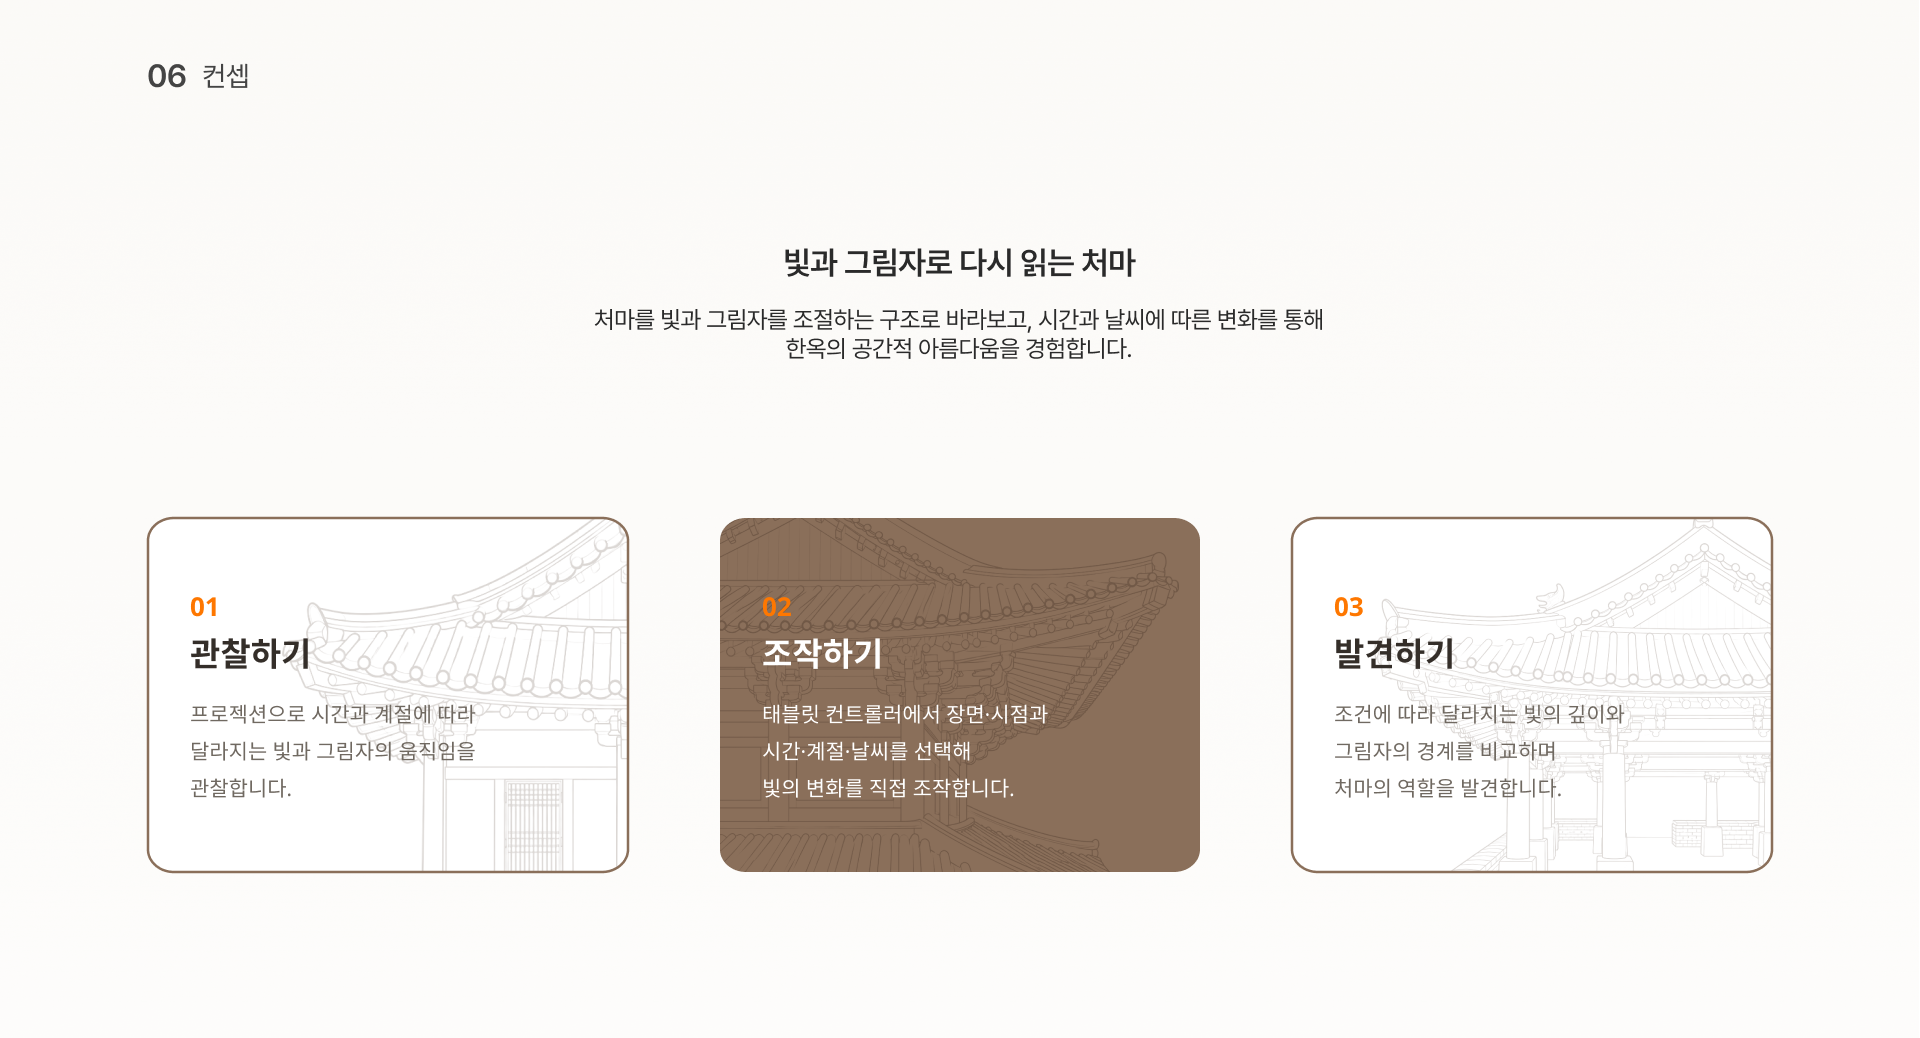 06 컨셉
빛과 그림자로 다시 읽는 처마
처마를 빛과 그림자를 조절하는 구조로 바라보고, 시간과 날씨에 따른 변화를 통해
한옥의 공간적 아름다움을 경험합니다.
01
관찰하기
프로젝션으로 시간과 계절에 따라
달라지는 빛과 그림자의 움직임을
관찰합니다.
02
조작하기
태블릿 컨트롤러에서 장면·시점과
시간·계절·날씨를 선택해
빛의 변화를 직접 조작합니다.
03
발견하기
조건에 따라 달라지는 빛의 깊이와
그림자의 경계를 비교하며
처마의 역할을 발견합니다.